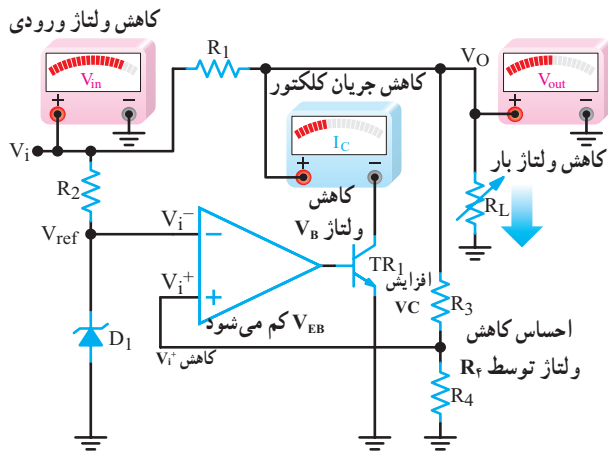 کاهش ولتاژ ورودی
V_in
+ −
R1
کاهش جریان کلکتور
VO
V_out
+ −
Vi
IC
+ −
کاهش ولتاژ بار
R2
کاهش
ولتاژ VB
RL
Vref
Vi−
−
TR1
افزایش
VC
Vi+
+
R3
VEB کم می‌شود
احساس کاهش
ولتاژ توسط R۴
D1
کاهش Vi+
R4